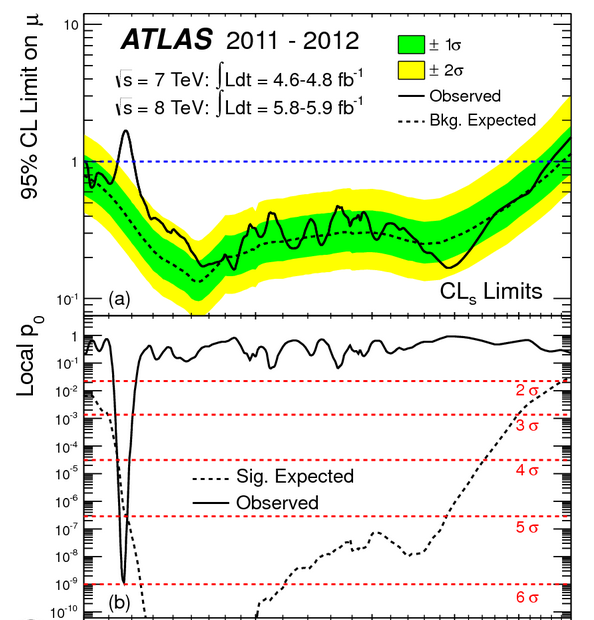 10
1
10⁻¹
95% CL Limit on μ
ATLAS 2011 - 2012
√s = 7 TeV: ∫Ldt = 4.6-4.8 fb⁻¹
√s = 8 TeV: ∫Ldt = 5.8-5.9 fb⁻¹
± 1σ
± 2σ
Observed
Bkg. Expected
(a)
CLₛ Limits
Local p₀
1
10⁻¹
10⁻²
10⁻³
10⁻⁴
10⁻⁵
10⁻⁶
10⁻⁷
10⁻⁸
10⁻⁹
10⁻¹⁰
2 σ
3 σ
4 σ
5 σ
6 σ
Sig. Expected
Observed
(b)